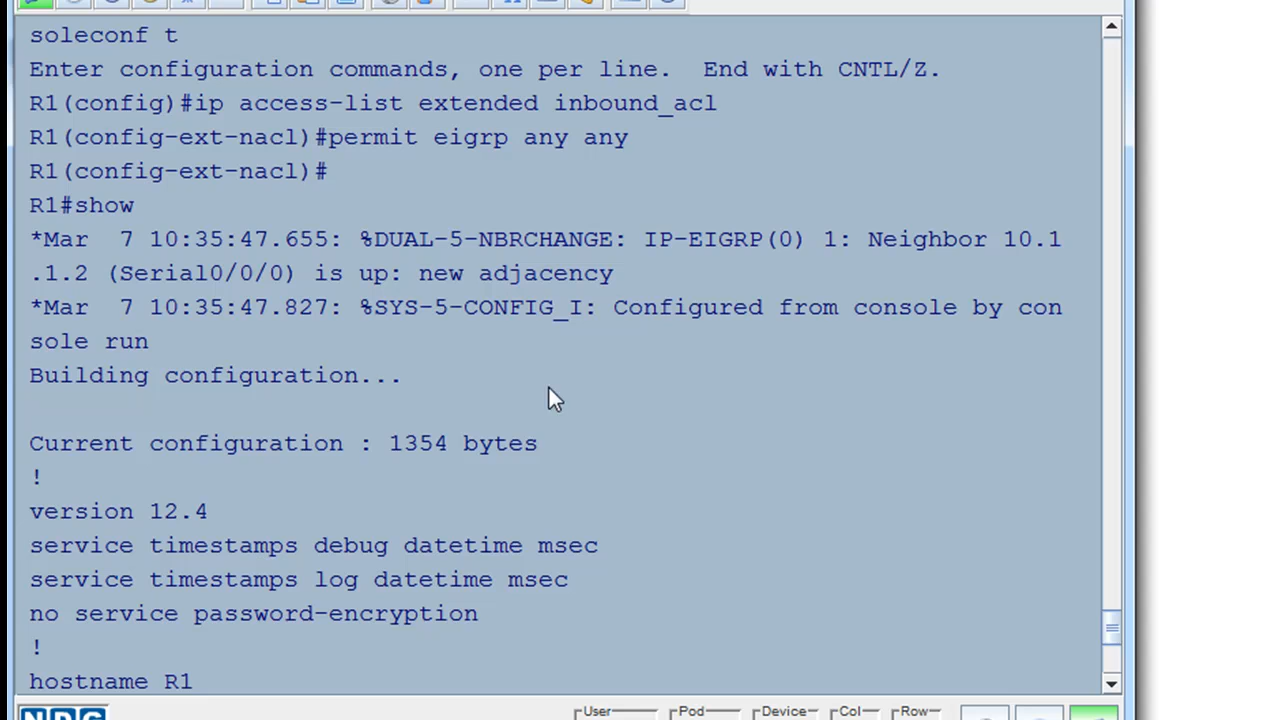 soleconf t
Enter configuration commands, one per line.  End with CNTL/Z.
R1(config)#ip access-list extended inbound_acl
R1(config-ext-nacl)#permit eigrp any any
R1(config-ext-nacl)#
R1#show
*Mar  7 10:35:47.655: %DUAL-5-NBRCHANGE: IP-EIGRP(0) 1: Neighbor 10.1
.1.2 (Serial0/0/0) is up: new adjacency
*Mar  7 10:35:47.827: %SYS-5-CONFIG_I: Configured from console by con
sole run
Building configuration...
Current configuration : 1354 bytes
!
version 12.4
service timestamps debug datetime msec
service timestamps log datetime msec
no service password-encryption
!
hostname R1
NDG User Pod Device Col Row